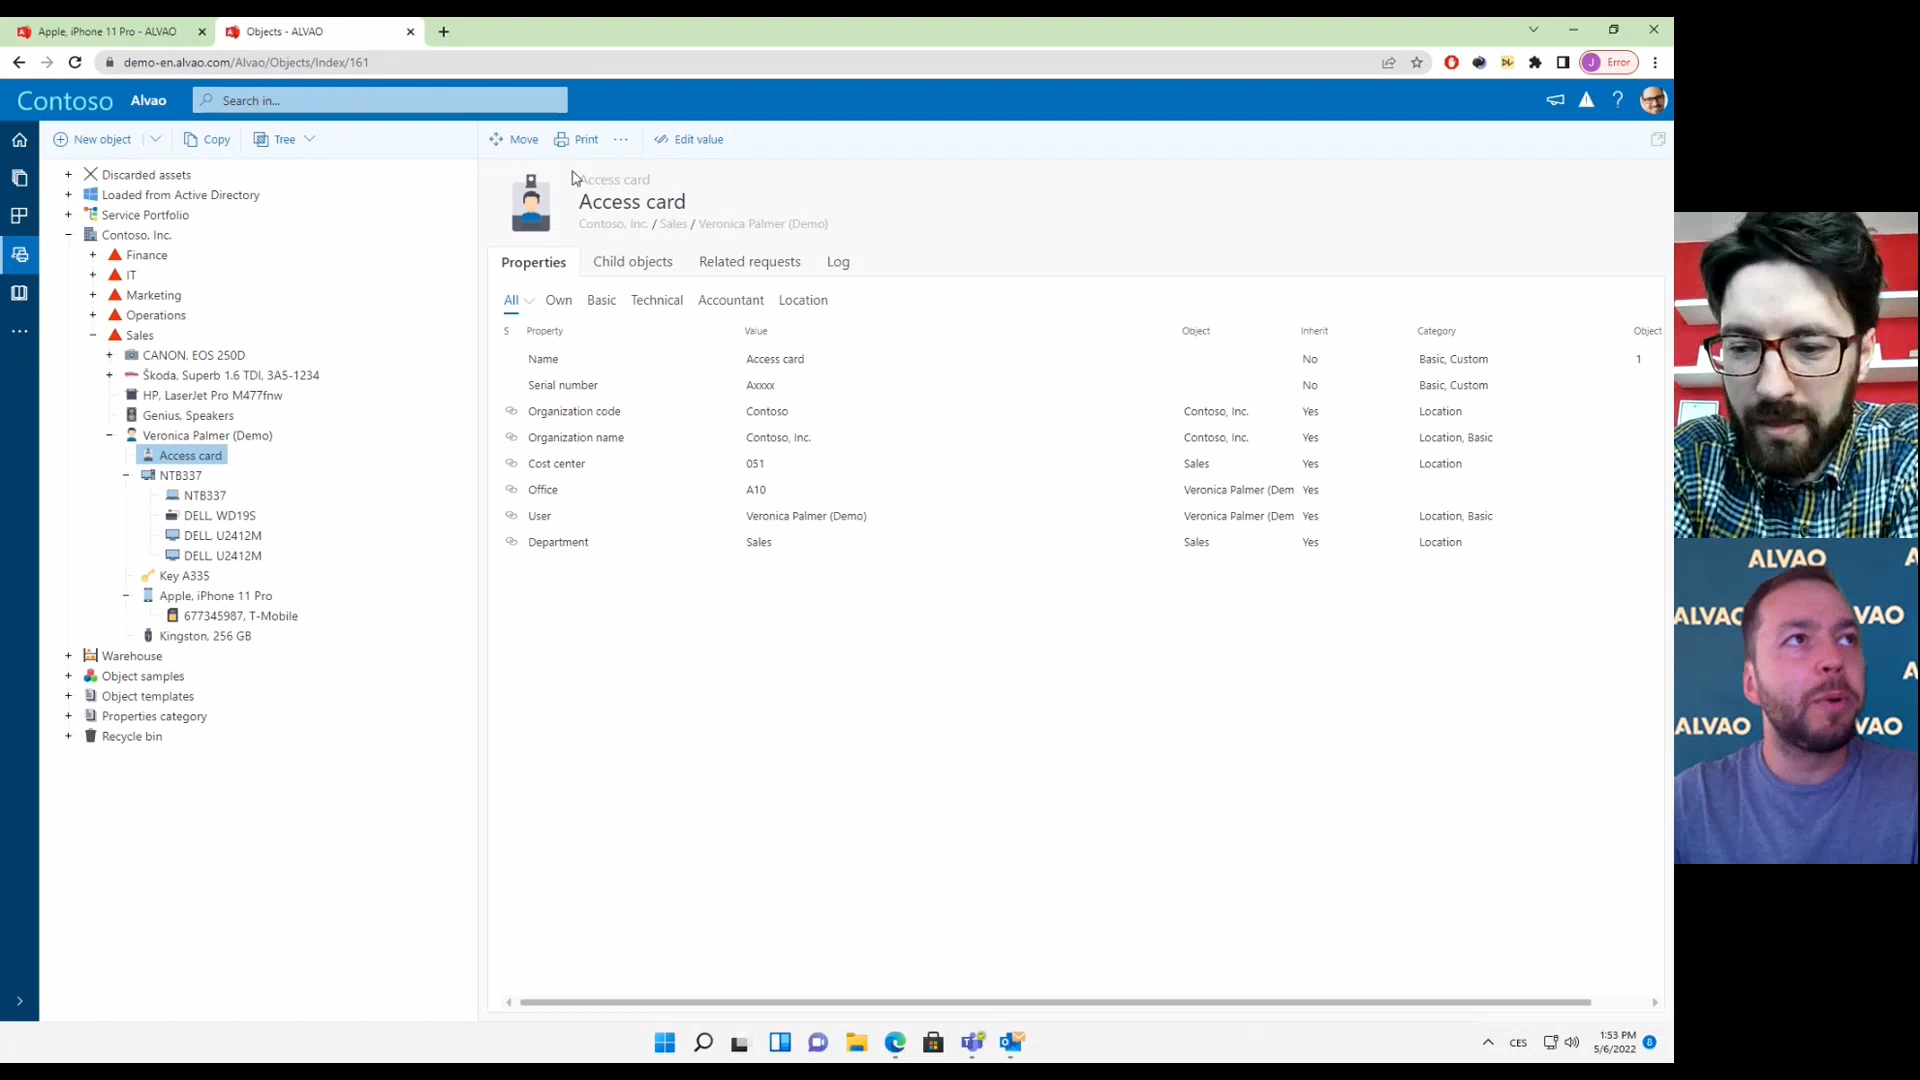 Apple, iPhone 11 Pro - ALVAO
Objects - ALVAO
demo-en.alvao.com/Alvao/Objects/Index/161
J Error
Contoso Alvao Search in...
New object Copy Tree
Move Print ... Edit value
Discarded assets
Loaded from Active Directory
Service Portfolio
Contoso, Inc.
Finance
IT
Marketing
Operations
Sales
CANON, EOS 250D
Škoda, Superb 1.6 TDI, 3A5-1234
HP, LaserJet Pro M477fnw
Genius, Speakers
Veronica Palmer (Demo)
Access card
NTB337
NTB337
DELL, WD19S
DELL, U2412M
DELL, U2412M
Key A335
Apple, iPhone 11 Pro
677345987, T-Mobile
Kingston, 256 GB
Warehouse
Object samples
Object templates
Properties category
Recycle bin
Access card
Access card
Contoso, Inc. / Sales / Veronica Palmer (Demo)
Properties Child objects Related requests Log
All Own Basic Technical Accountant Location
S Property Value Object Inherit Category Object
Name Access card No Basic, Custom 1
Serial number Axxxx No Basic, Custom
Organization code Contoso Contoso, Inc. Yes Location
Organization name Contoso, Inc. Contoso, Inc. Yes Location, Basic
Cost center 051 Sales Yes Location
Office A10 Veronica Palmer (Dem Yes
User Veronica Palmer (Demo) Veronica Palmer (Dem Yes Location, Basic
Department Sales Sales Yes Location
ALVAO
ALVAO
VAO
ALVAO
VAO
CES
1:53 PM
5/6/2022
8